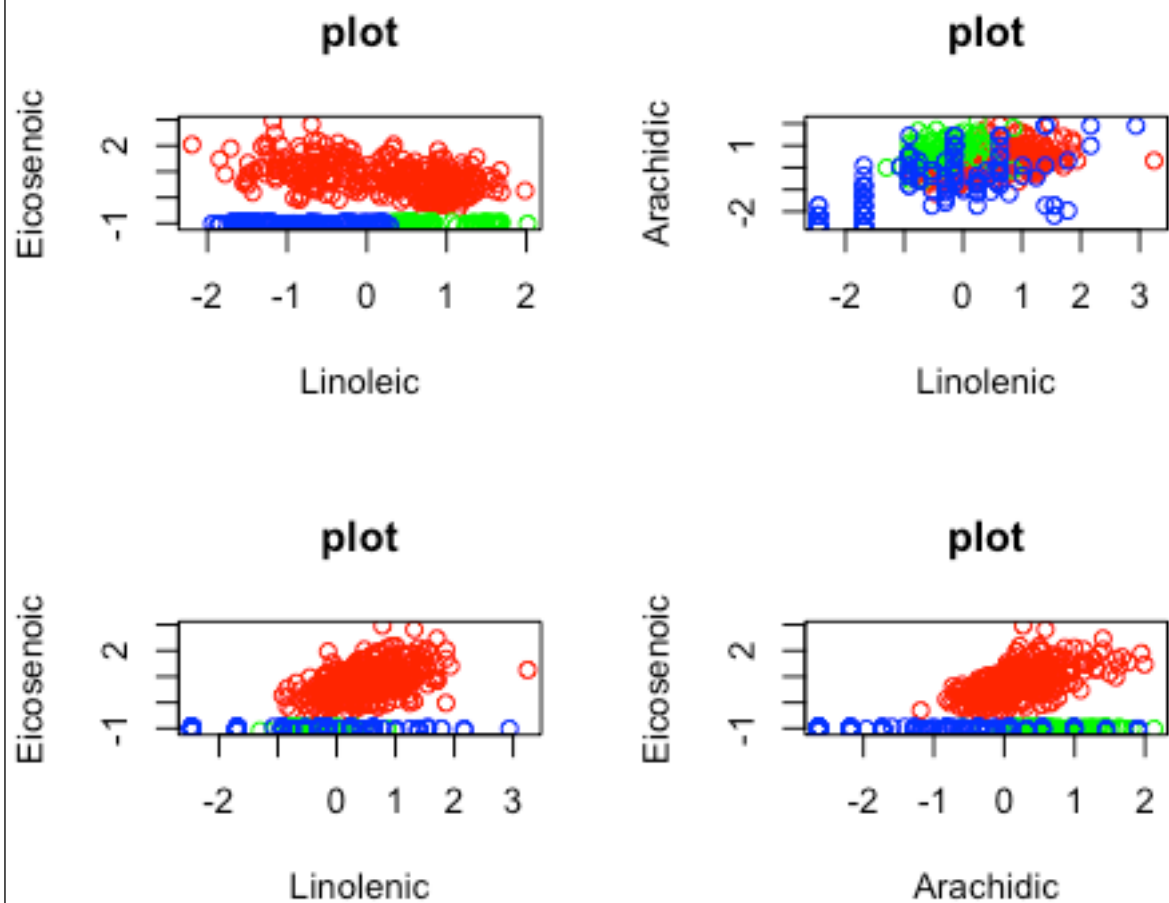 plot
Eicosenoic
2
-1
-2 -1 0 1 2
Linoleic
plot
Arachidic
1
-2
-2 0 1 2 3
Linolenic
plot
Eicosenoic
2
-1
-2 0 1 2 3
Linolenic
plot
Eicosenoic
2
-1
-2 -1 0 1 2
Arachidic